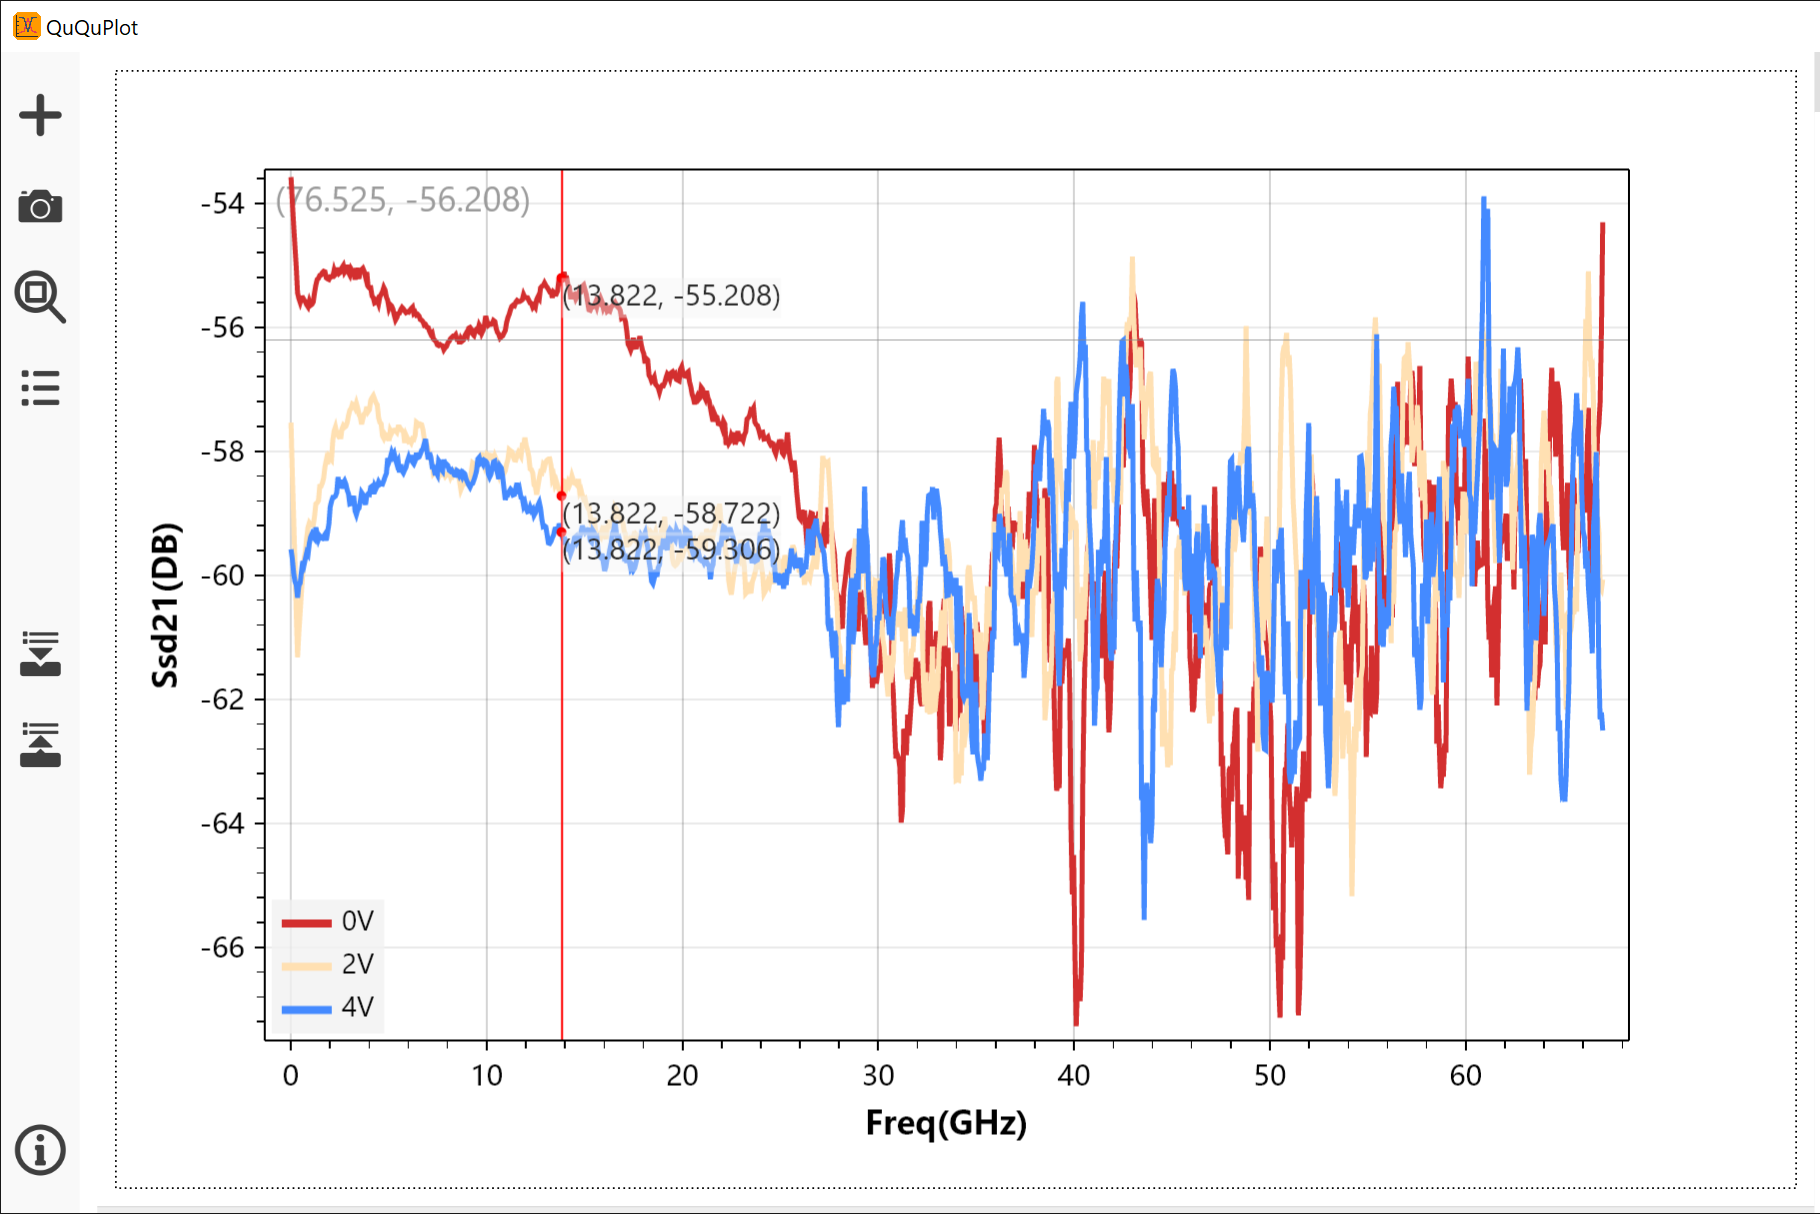 QuQuPlot
(76.525, -56.208)
-54
(13.822, -55.208)
-56
-58
(13.822, -58.722)
(13.822, -59.306)
-60
-62
-64
-66
Ssd21(DB)
0V
2V
4V
0 10 20 30 40 50 60
Freq(GHz)